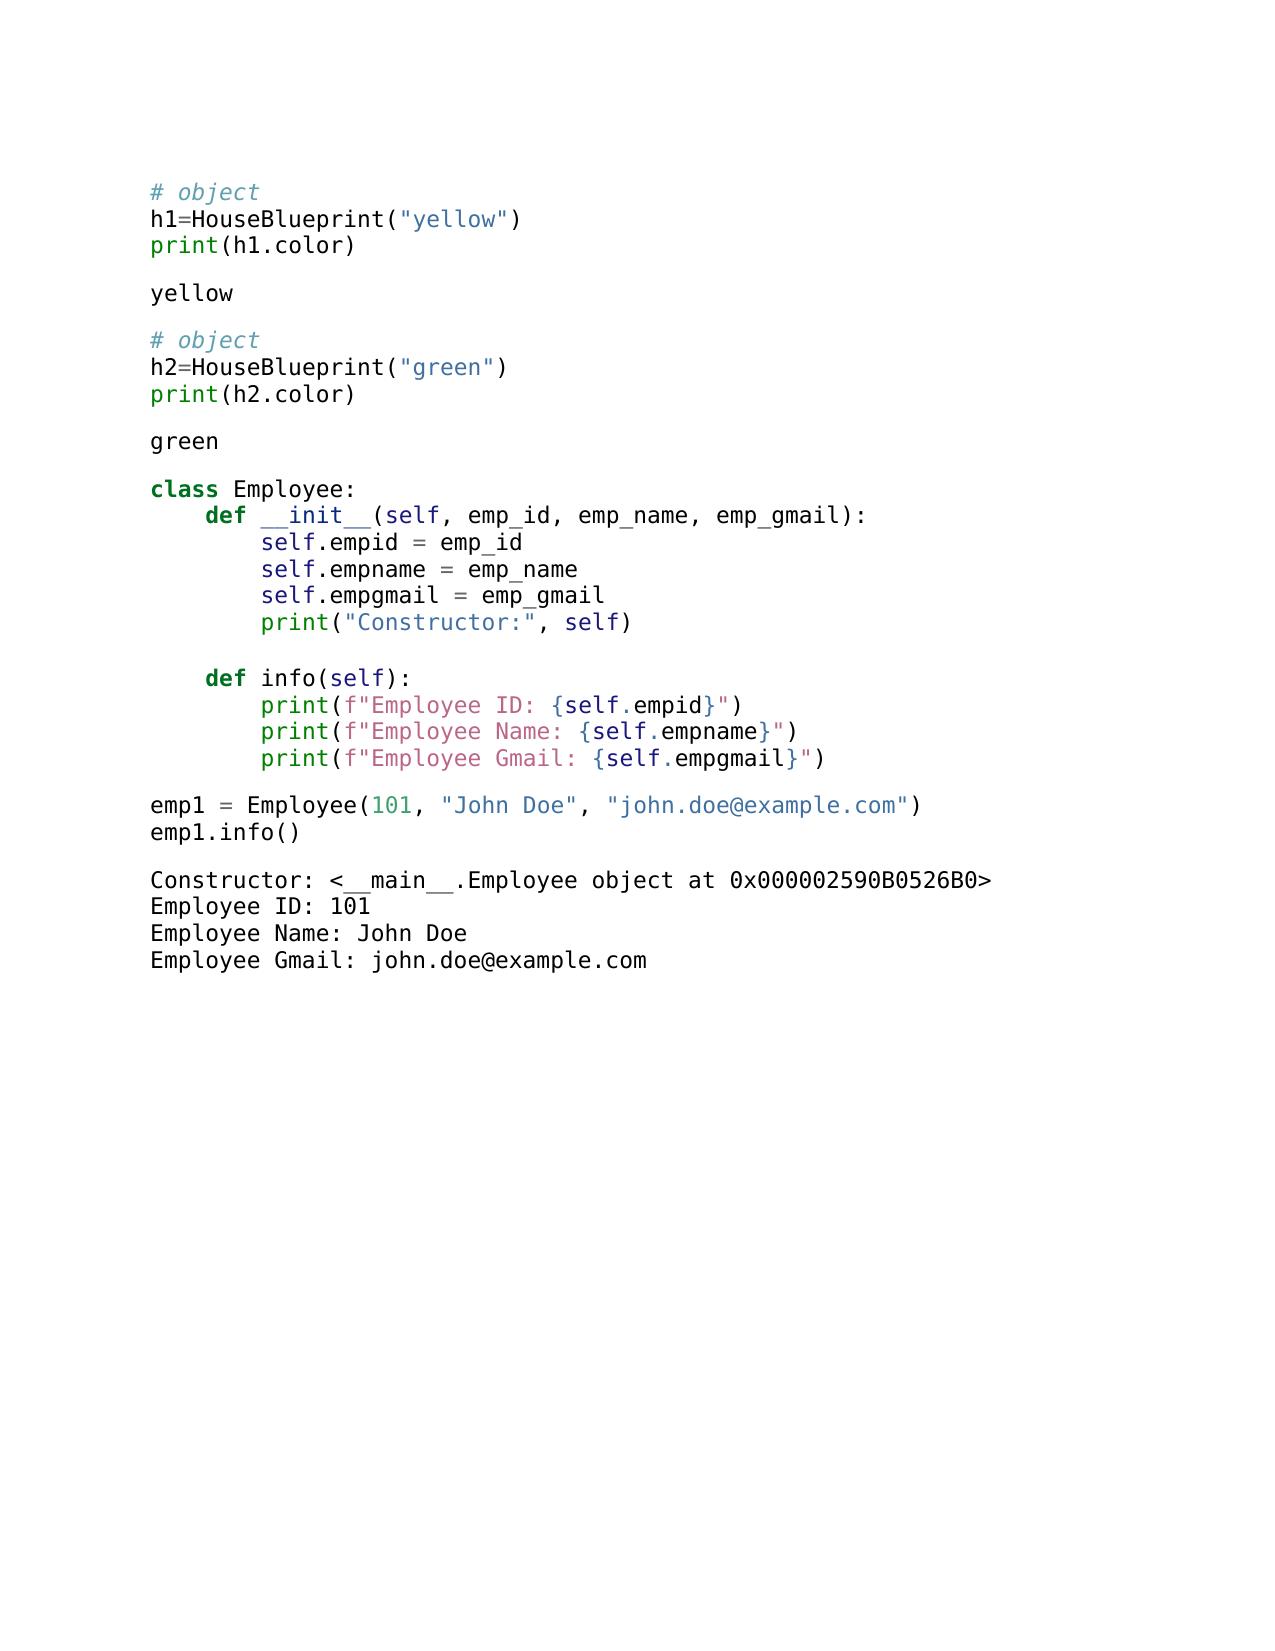 # object
h1=HouseBlueprint("yellow")
print(h1.color)
yellow
# object
h2=HouseBlueprint("green")
print(h2.color)
green
class Employee:
    def __init__(self, emp_id, emp_name, emp_gmail):
        self.empid = emp_id
        self.empname = emp_name
        self.empgmail = emp_gmail
        print("Constructor:", self)
    def info(self):
        print(f"Employee ID: {self.empid}")
        print(f"Employee Name: {self.empname}")
        print(f"Employee Gmail: {self.empgmail}")
emp1 = Employee(101, "John Doe", "john.doe@example.com")
emp1.info()
Constructor: <__main__.Employee object at 0x000002590B0526B0>
Employee ID: 101
Employee Name: John Doe
Employee Gmail: john.doe@example.com